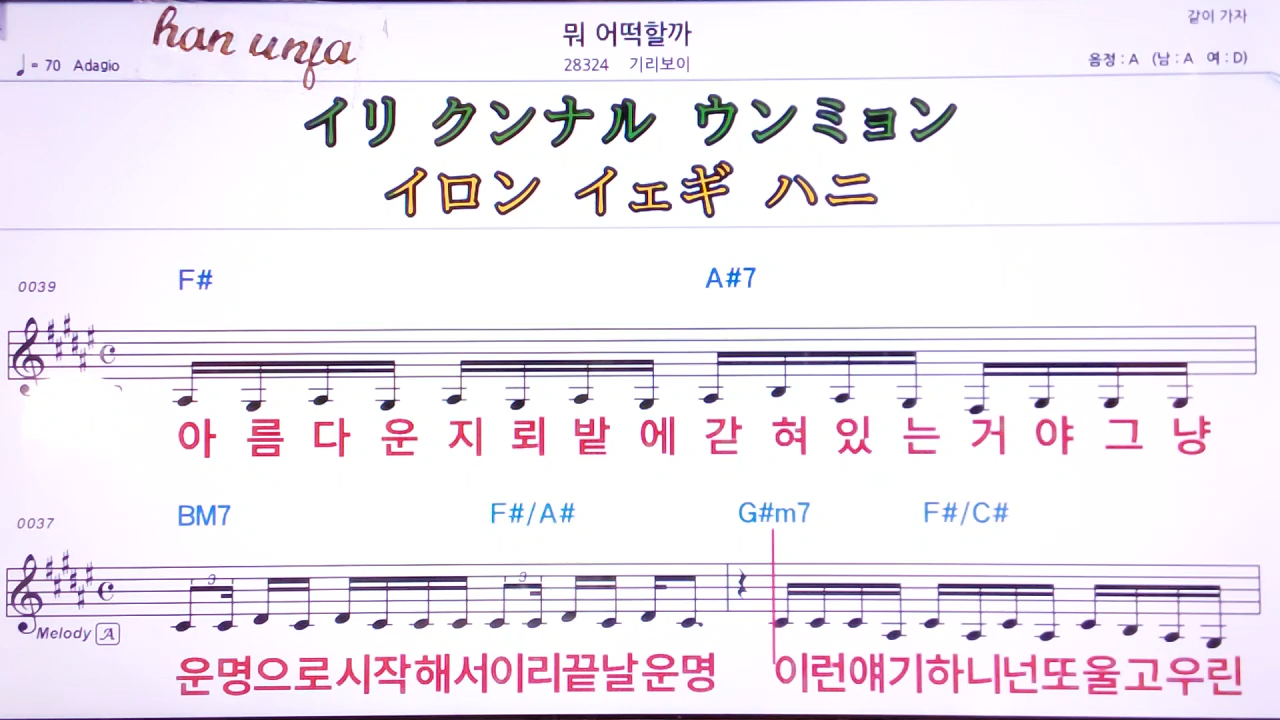 han unfa
뭐 어떡할까
같이 가자
♩= 70 Adagio
28324 기리보이
음정 : A (남 : A 여 : D)
イリ クンナル ウンミョン
イロン イェギ ハニ
0039 F# A#7
아름다운지뢰밭에갇혀있는거야그냥
0037 BM7 F#/A# G#m7 F#/C#
3 3
Melody A
운명으로시작해서이리끝날운명 이런얘기하니넌또울고우린